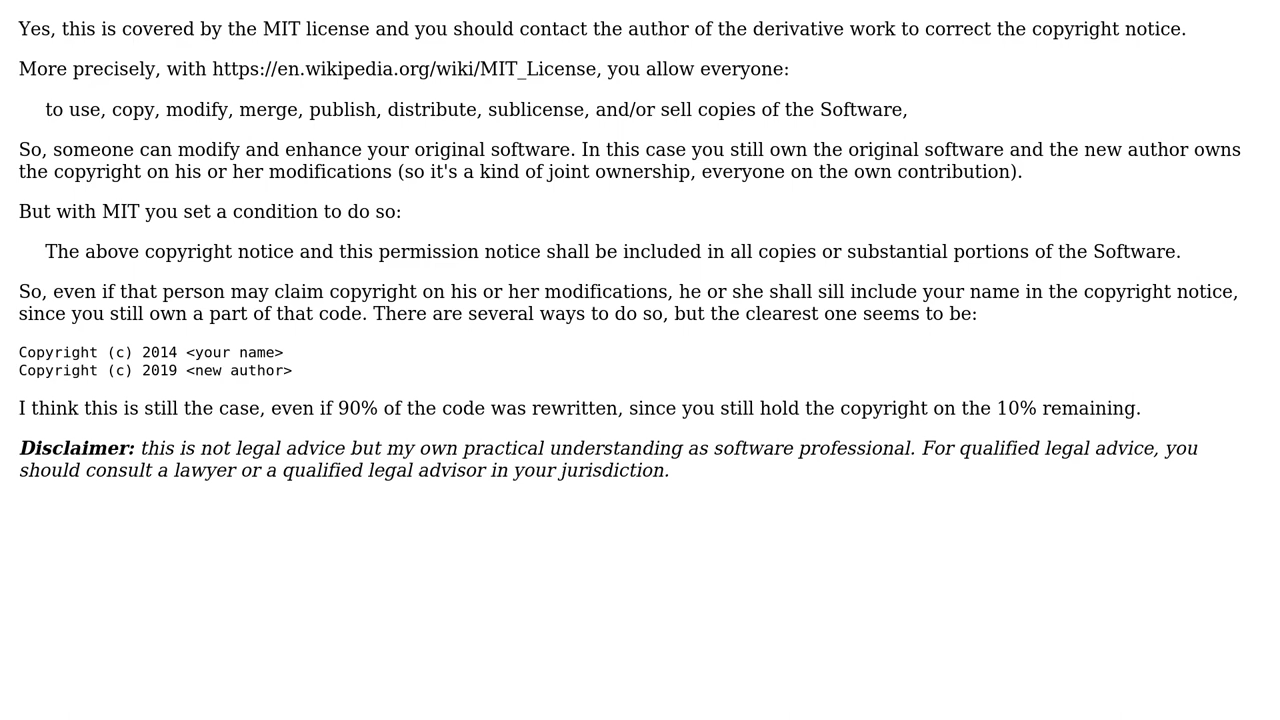 Yes, this is covered by the MIT license and you should contact the author of the derivative work to correct the copyright notice.
More precisely, with https://en.wikipedia.org/wiki/MIT_License, you allow everyone:
to use, copy, modify, merge, publish, distribute, sublicense, and/or sell copies of the Software,
So, someone can modify and enhance your original software. In this case you still own the original software and the new author owns
the copyright on his or her modifications (so it's a kind of joint ownership, everyone on the own contribution).
But with MIT you set a condition to do so:
The above copyright notice and this permission notice shall be included in all copies or substantial portions of the Software.
So, even if that person may claim copyright on his or her modifications, he or she shall sill include your name in the copyright notice,
since you still own a part of that code. There are several ways to do so, but the clearest one seems to be:
Copyright (c) 2014 <your name>
Copyright (c) 2019 <new author>
I think this is still the case, even if 90% of the code was rewritten, since you still hold the copyright on the 10% remaining.
Disclaimer: this is not legal advice but my own practical understanding as software professional. For qualified legal advice, you
should consult a lawyer or a qualified legal advisor in your jurisdiction.